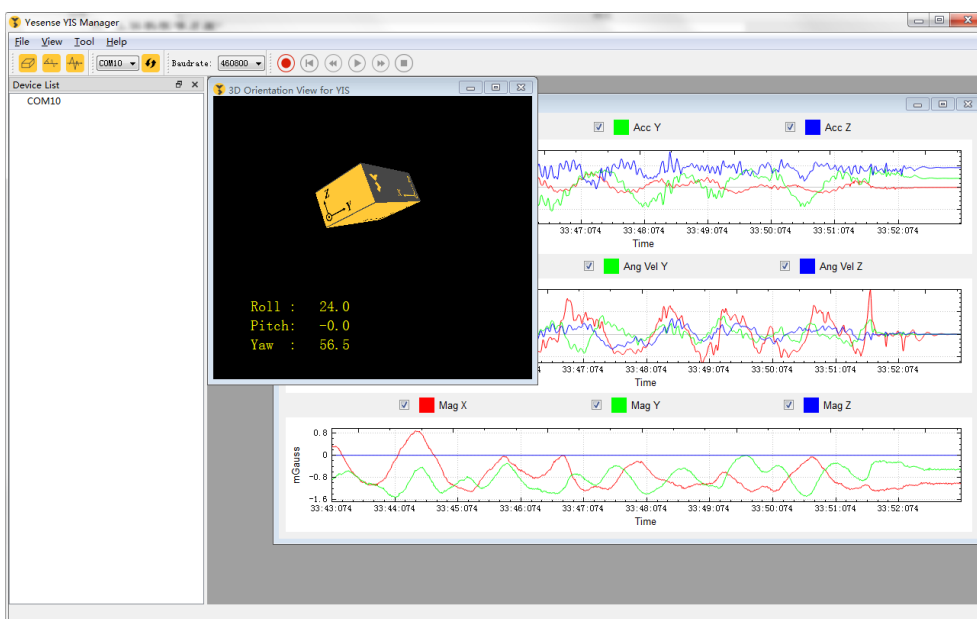 Yesense YIS Manager
File View Tool Help
COM10 Baudrate: 460800
Device List
COM10
3D Orientation View for YIS
Z
Y
X
Roll : 24.0
Pitch: -0.0
Yaw : 56.5
Acc Y Acc Z
33:47:074 33:48:074 33:49:074 33:50:074 33:51:074 33:52:074
Time
Ang Vel Y Ang Vel Z
33:47:074 33:48:074 33:49:074 33:50:074 33:51:074 33:52:074
Time
Mag X Mag Y Mag Z
mGauss
0.8
0
-0.8
-1.6
33:43:074 33:44:074 33:45:074 33:46:074 33:47:074 33:48:074 33:49:074 33:50:074 33:51:074 33:52:074
Time